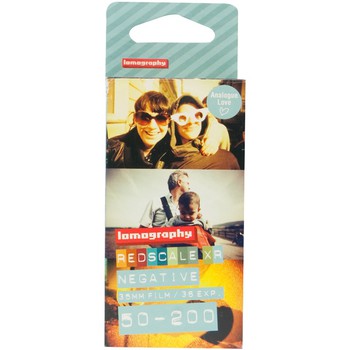 lomography
Analogue
Love
lomography
REDSCALE XR
NEGATIVE
35MM FILM / 36 EXP.
50-200